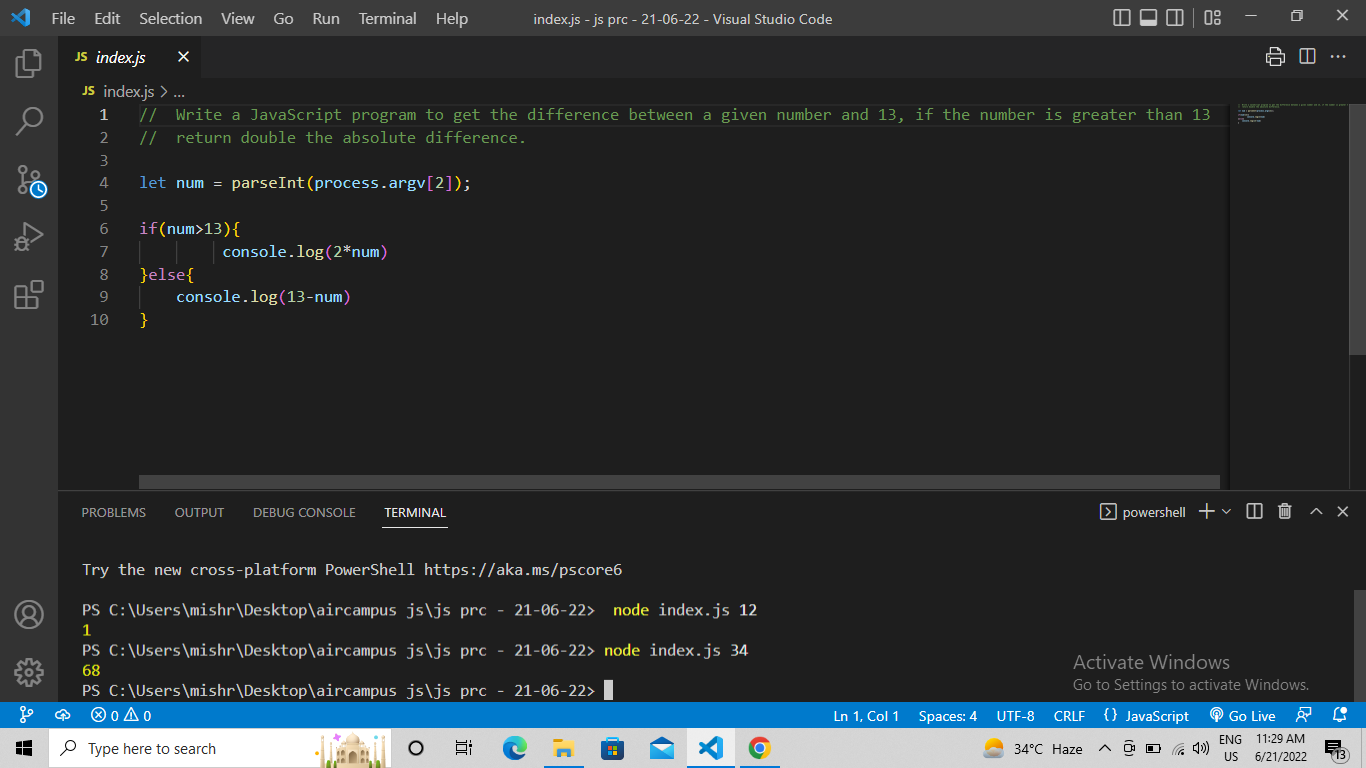 File Edit Selection View Go Run Terminal Help index.js - js prc - 21-06-22 - Visual Studio Code
JS index.js
JS index.js > ...
1 // Write a JavaScript program to get the difference between a given number and 13, if the number is greater than 13
2 // return double the absolute difference.
3
4 let num = parseInt(process.argv[2]);
5
6 if(num>13){
7 console.log(2*num)
8 }else{
9 console.log(13-num)
10 }
PROBLEMS OUTPUT DEBUG CONSOLE TERMINAL powershell
Try the new cross-platform PowerShell https://aka.ms/pscore6
PS C:\Users\mishr\Desktop\aircampus js\js prc - 21-06-22> node index.js 12
1
PS C:\Users\mishr\Desktop\aircampus js\js prc - 21-06-22> node index.js 34
68
PS C:\Users\mishr\Desktop\aircampus js\js prc - 21-06-22>
Activate Windows
Go to Settings to activate Windows.
0 0 Ln 1, Col 1 Spaces: 4 UTF-8 CRLF {} JavaScript Go Live
Type here to search 34°C Haze ENG US 11:29 AM 6/21/2022 13